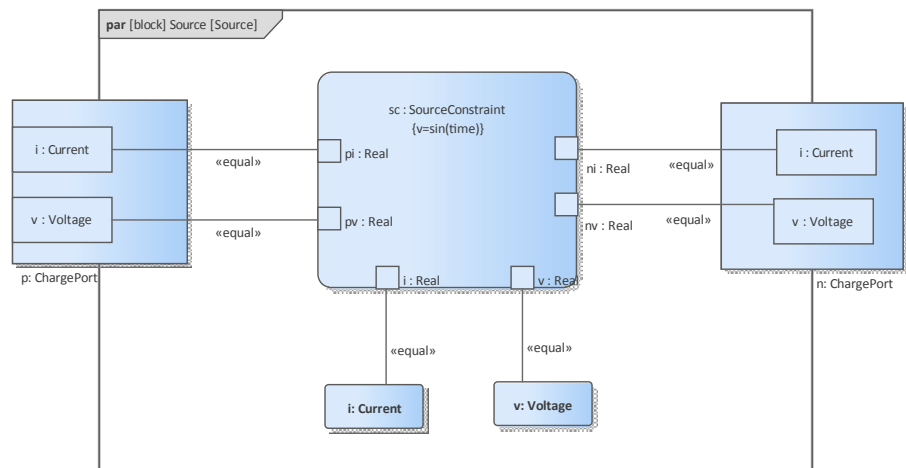 par [block] Source [Source]
sc : SourceConstraint
{v=sin(time)}
i : Current
«equal»
pi : Real
ni : Real
«equal»
i : Current
v : Voltage
«equal»
pv : Real
nv : Real
«equal»
v : Voltage
p: ChargePort
i : Real
v : Real
n: ChargePort
«equal»
«equal»
i: Current
v: Voltage